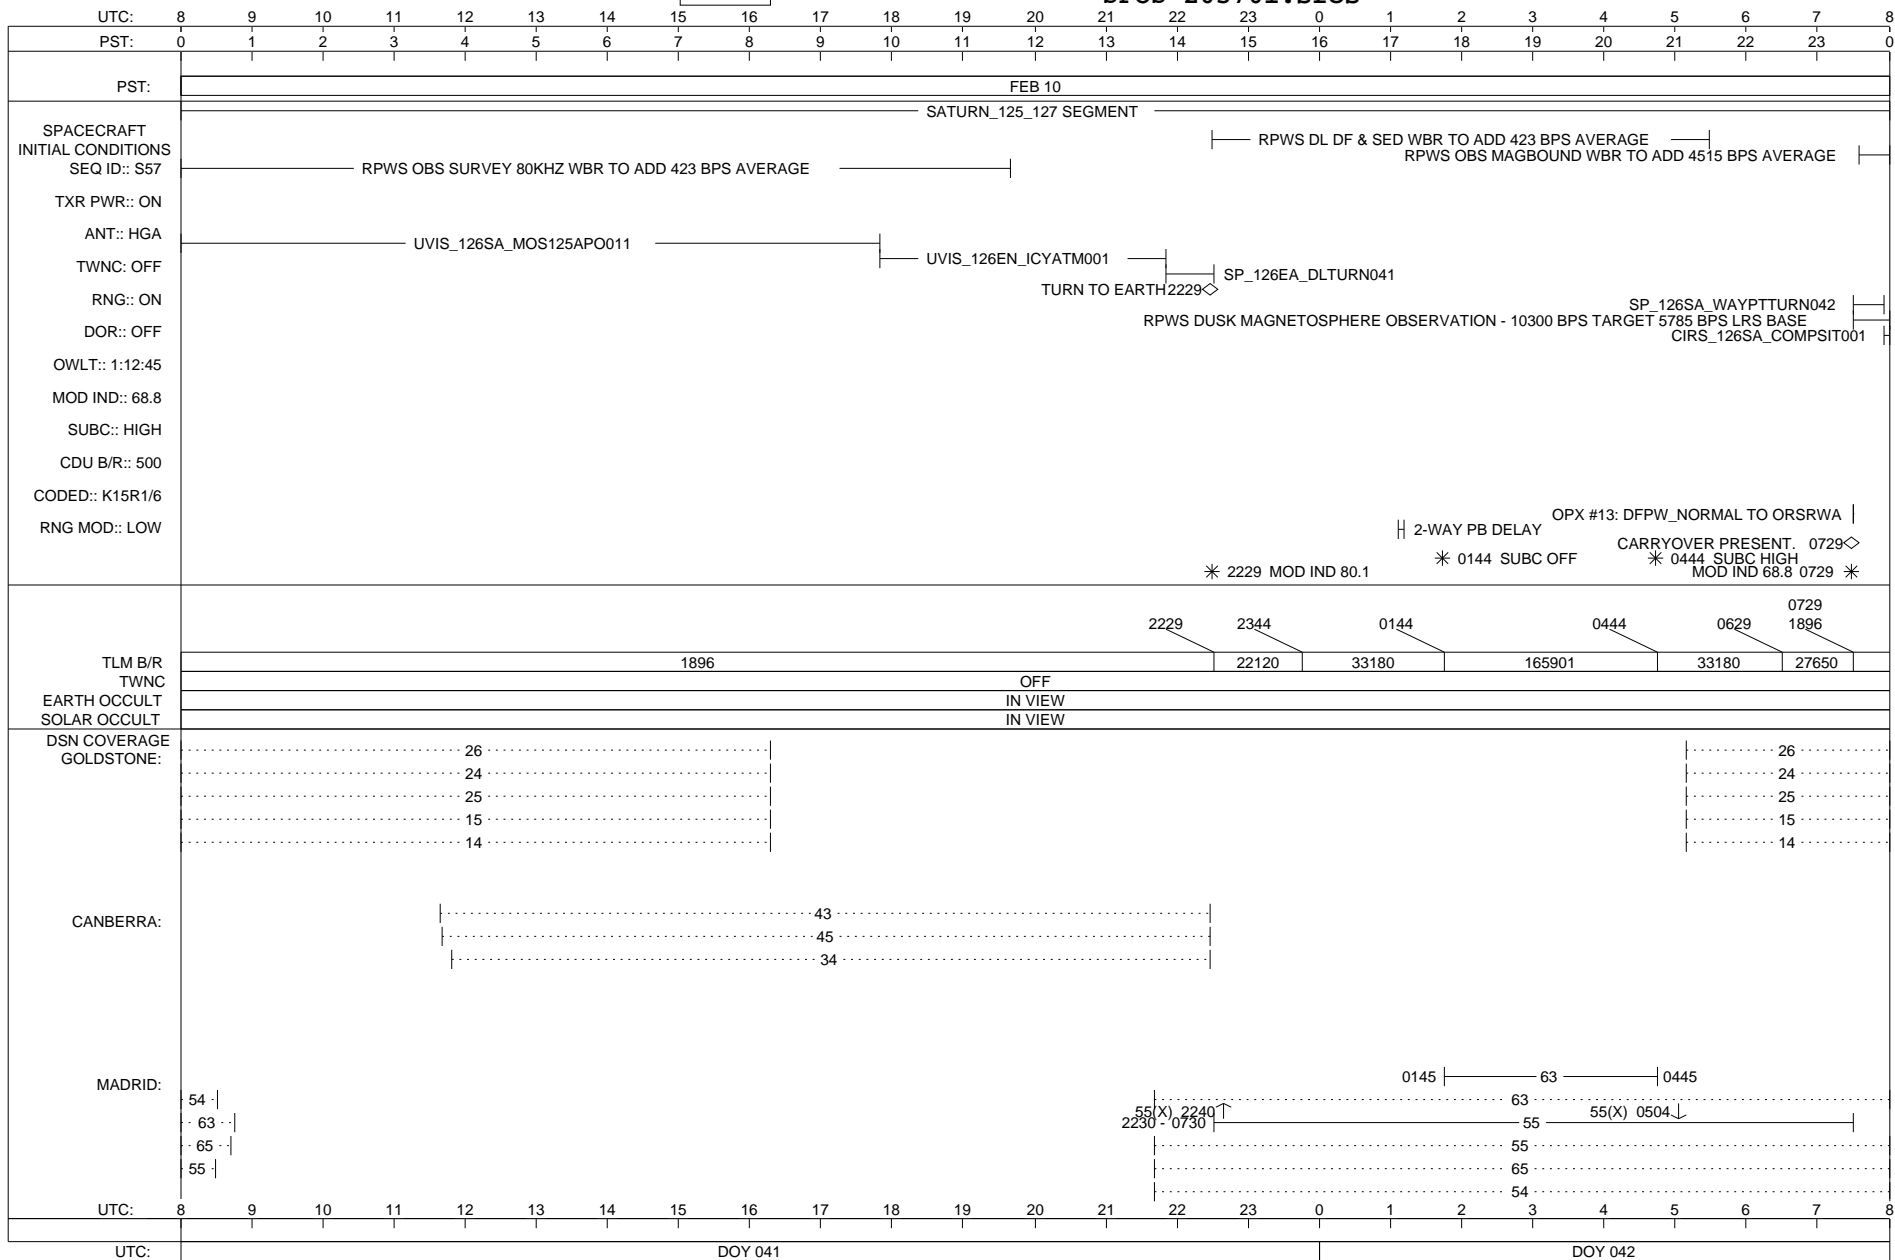 UTC: 8 9 10 11 12 13 14 15 16 17 18 19 20 21 22 23 0 1 2 3 4 5 6 7 8
PST: 0 1 2 3 4 5 6 7 8 9 10 11 12 13 14 15 16 17 18 19 20 21 22 23 0
PST: FEB 10
SATURN_125_127 SEGMENT
SPACECRAFT
INITIAL CONDITIONS
RPWS DL DF & SED WBR TO ADD 423 BPS AVERAGE
RPWS OBS MAGBOUND WBR TO ADD 4515 BPS AVERAGE
SEQ ID:: S57
RPWS OBS SURVEY 80KHZ WBR TO ADD 423 BPS AVERAGE
TXR PWR:: ON
ANT:: HGA
UVIS_126SA_MOS125APO011
UVIS_126EN_ICYATM001
TWNC: OFF
SP_126EA_DLTURN041
TURN TO EARTH 2229
RNG:: ON
SP_126SA_WAYPTTURN042
RPWS DUSK MAGNETOSPHERE OBSERVATION - 10300 BPS TARGET 5785 BPS LRS BASE
DOR:: OFF
CIRS_126SA_COMPSIT001
OWLT:: 1:12:45
MOD IND:: 68.8
SUBC:: HIGH
CDU B/R:: 500
CODED:: K15R1/6
OPX #13: DFPW_NORMAL TO ORSRWA
RNG MOD:: LOW
2-WAY PB DELAY
CARRYOVER PRESENT. 0729
0144 SUBC OFF
0444 SUBC HIGH
2229 MOD IND 80.1
MOD IND 68.8 0729
0729
2229 2344 0144 0444 0629 1896
TLM B/R 1896 22120 33180 165901 33180 27650
TWNC OFF
EARTH OCCULT IN VIEW
SOLAR OCCULT IN VIEW
DSN COVERAGE
GOLDSTONE:
26 26
24 24
25 25
15 15
14 14
CANBERRA:
43
45
34
MADRID:
0145 63 0445
54 63
55(X) 2240 55(X) 0504
63 2230 - 0730 55
65 55
55 65
54
UTC: 8 9 10 11 12 13 14 15 16 17 18 19 20 21 22 23 0 1 2 3 4 5 6 7 8
UTC: DOY 041 DOY 042